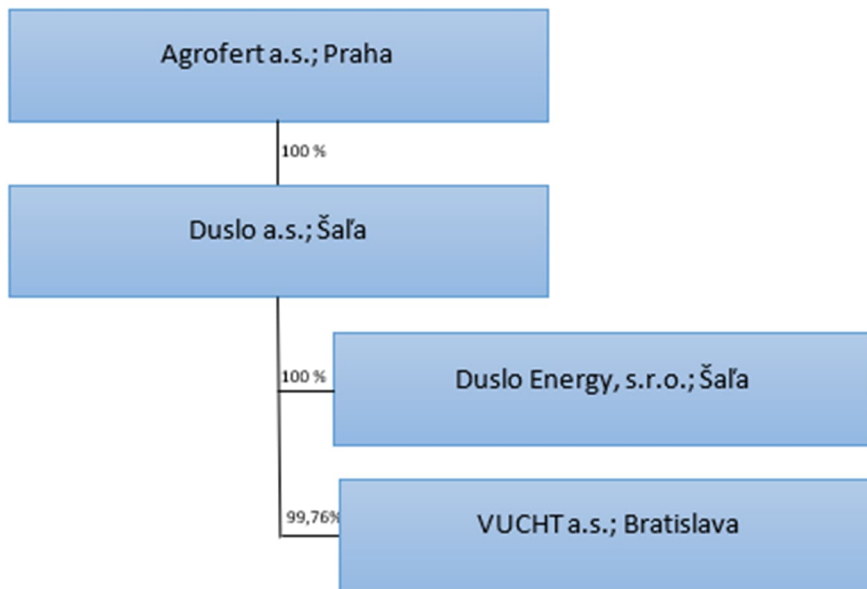 Agrofert a.s.; Praha
100 %
Duslo a.s.; Šaľa
100 %
Duslo Energy, s.r.o.; Šaľa
99,76%
VUCHT a.s.; Bratislava